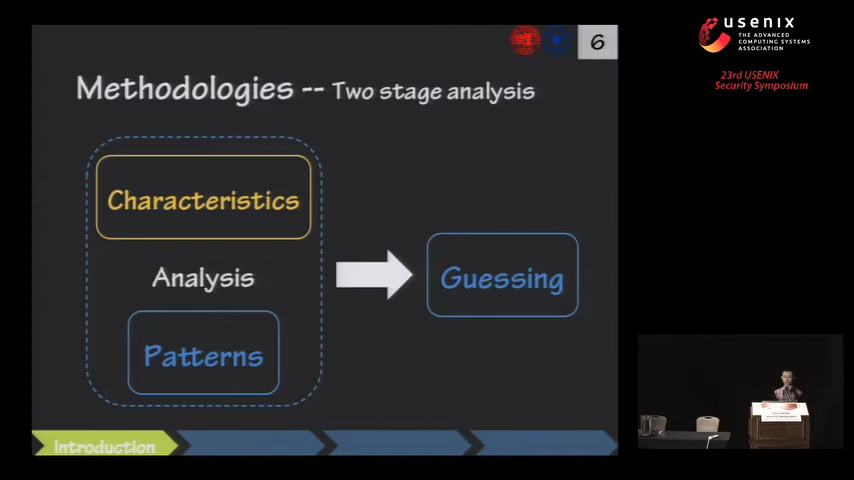 6
Methodologies -- Two stage analysis
Characteristics
Analysis
Patterns
Guessing
Introduction
usenix
THE ADVANCED
COMPUTING SYSTEMS
ASSOCIATION
23rd USENIX
Security Symposium